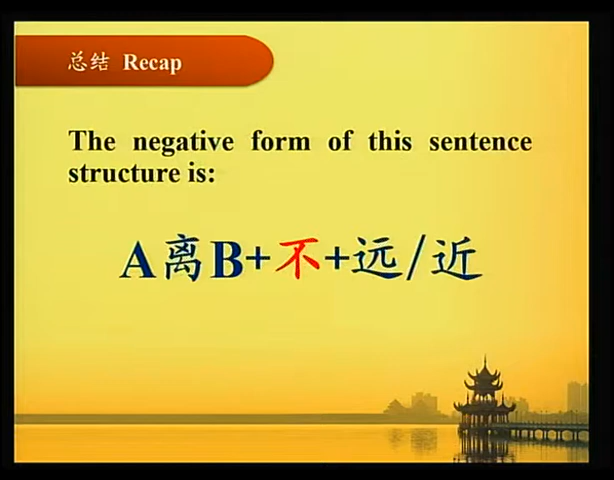 总结 Recap
The negative form of this sentence
structure is:
A离B+不+远/近